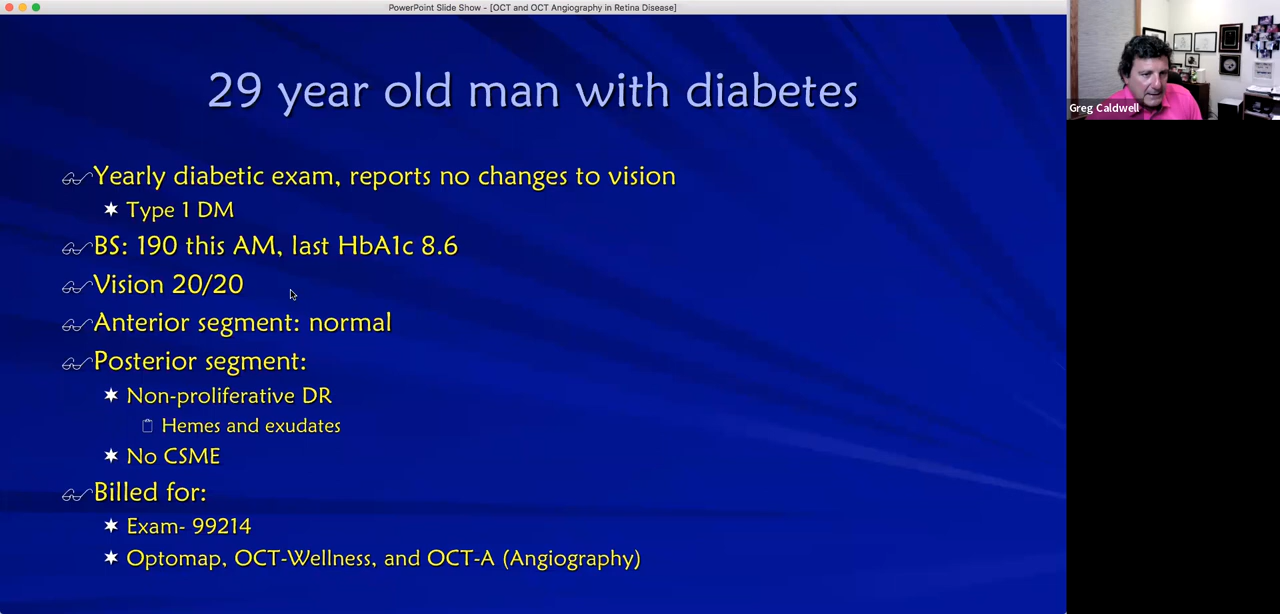 PowerPoint Slide Show - [OCT and OCT Angiography in Retina Disease]
29 year old man with diabetes
Yearly diabetic exam, reports no changes to vision
Type 1 DM
BS: 190 this AM, last HbA1c 8.6
Vision 20/20
Anterior segment: normal
Posterior segment:
Non-proliferative DR
Hemes and exudates
No CSME
Billed for:
Exam- 99214
Optomap, OCT-Wellness, and OCT-A (Angiography)
Greg Caldwell